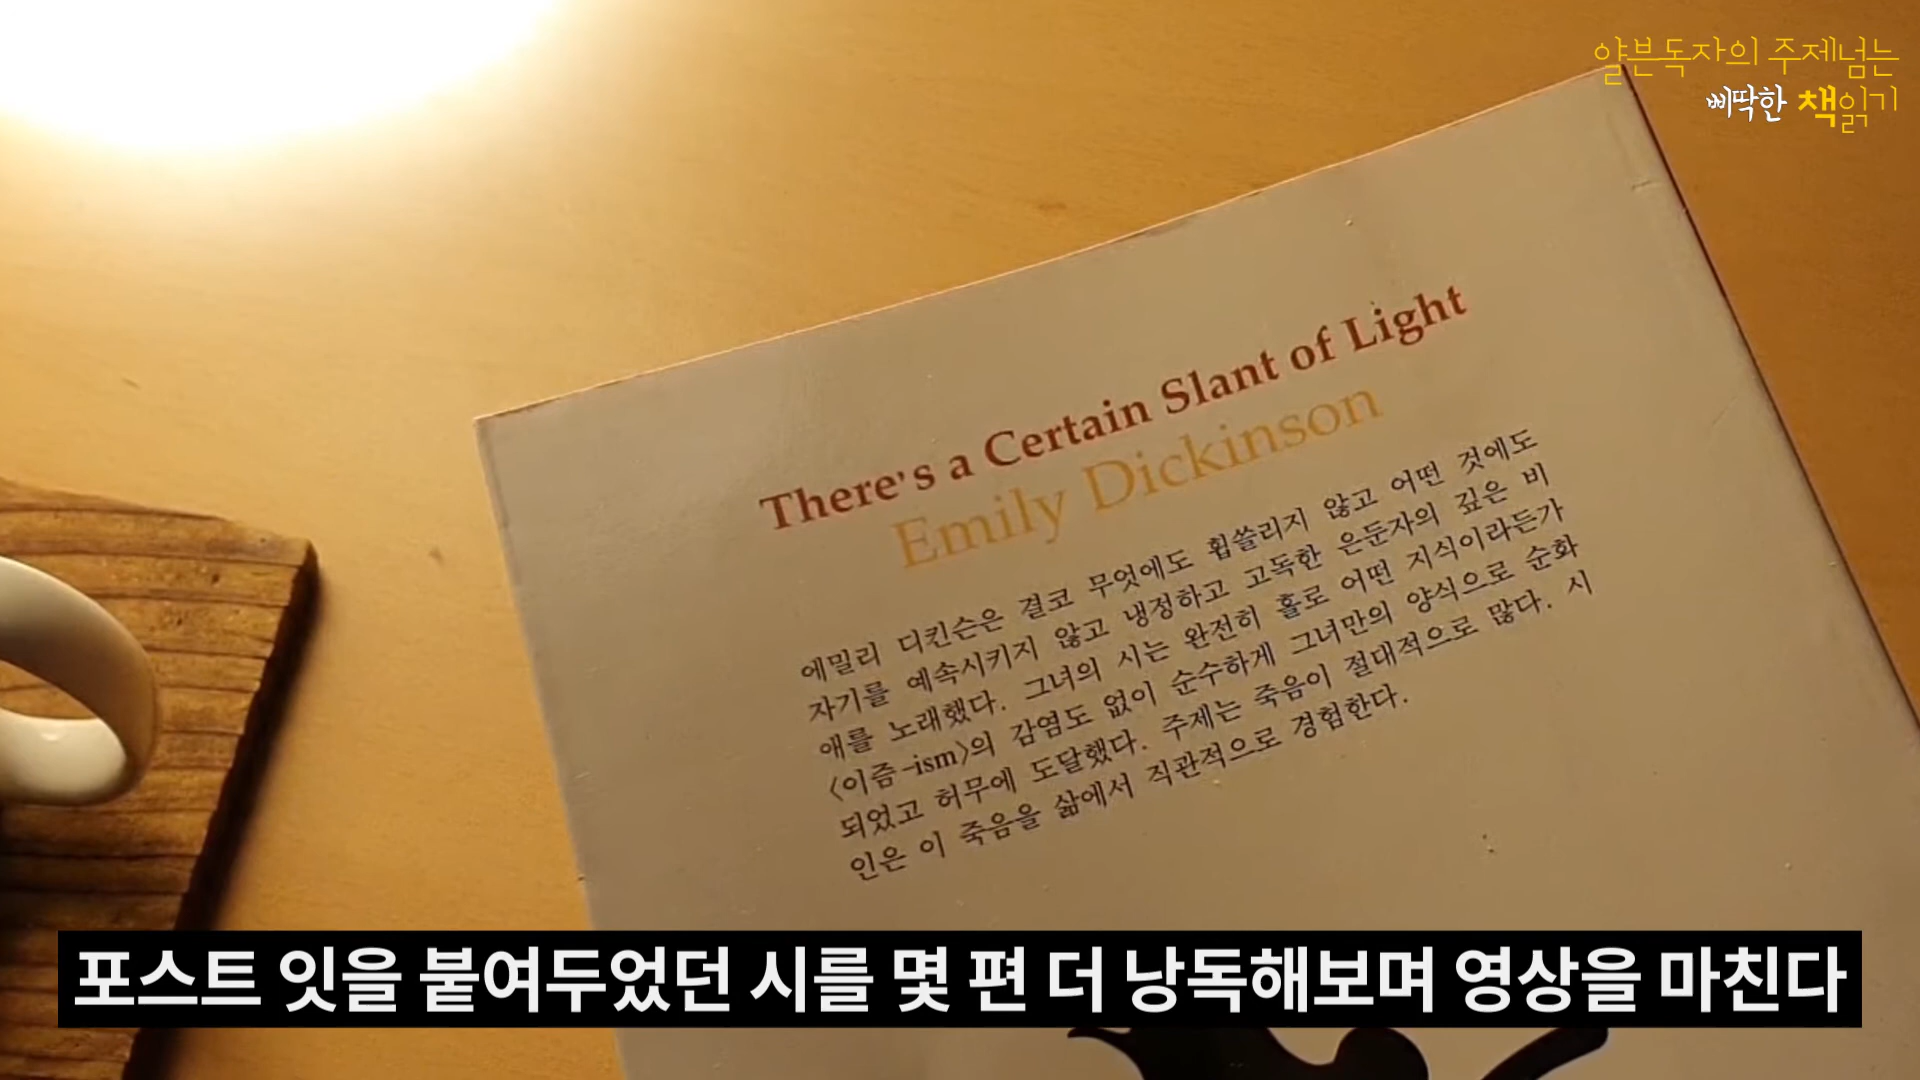 얄븐독자의 주제넘는
삐딱한 책읽기
There's a Certain Slant of Light
Emily Dickinson
에밀리 디킨슨은 결코 무엇에도 휩쓸리지 않고 어떤 것에도
자기를 예속시키지 않고 냉정하고 고독한 은둔자의 깊은 비
애를 노래했다. 그녀의 시는 완전히 홀로 어떤 지식이라든가
〈이즘-ism〉의 감염도 없이 순수하게 그녀만의 양식으로 순화
되었고 허무에 도달했다. 주제는 죽음이 절대적으로 많다. 시
인은 이 죽음을 삶에서 직관적으로 경험한다.
포스트 잇을 붙여두었던 시를 몇 편 더 낭독해보며 영상을 마친다